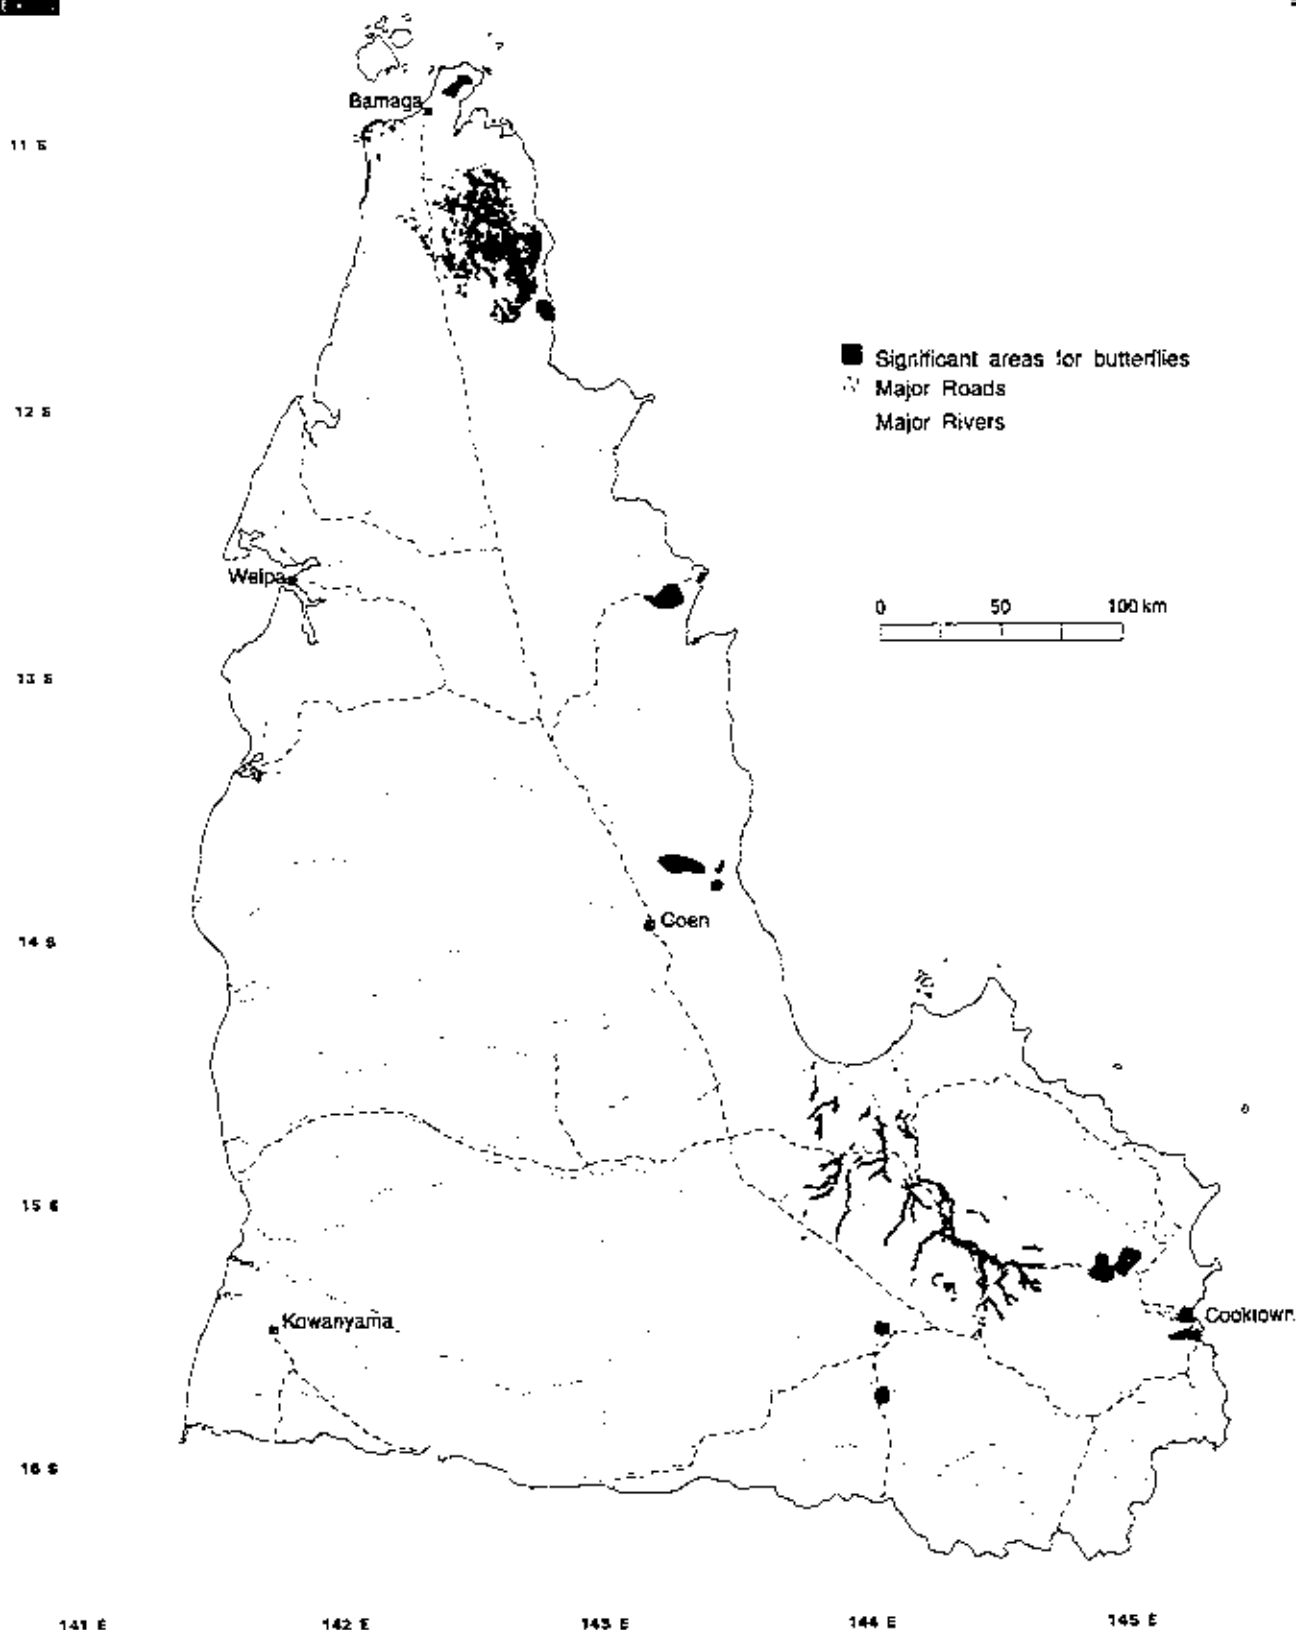 Bamaga
11 S
Significant areas for butterflies
Major Roads
12 S
Major Rivers
Weipa
0 50 100 km
13 S
Coen
14 S
15 S
Cooktown
Kowanyama
16 S
141 E 142 E 143 E 144 E 145 E